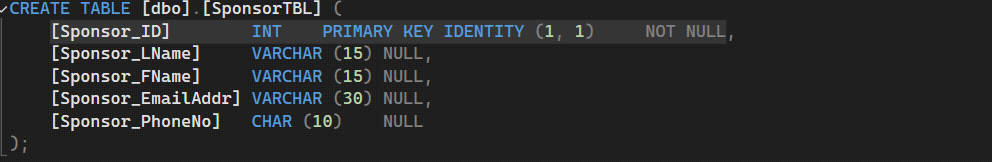 CREATE TABLE [dbo].[SponsorTBL] (
[Sponsor_ID] INT PRIMARY KEY IDENTITY (1, 1) NOT NULL,
[Sponsor_LName] VARCHAR (15) NULL,
[Sponsor_FName] VARCHAR (15) NULL,
[Sponsor_EmailAddr] VARCHAR (30) NULL,
[Sponsor_PhoneNo] CHAR (10) NULL
);